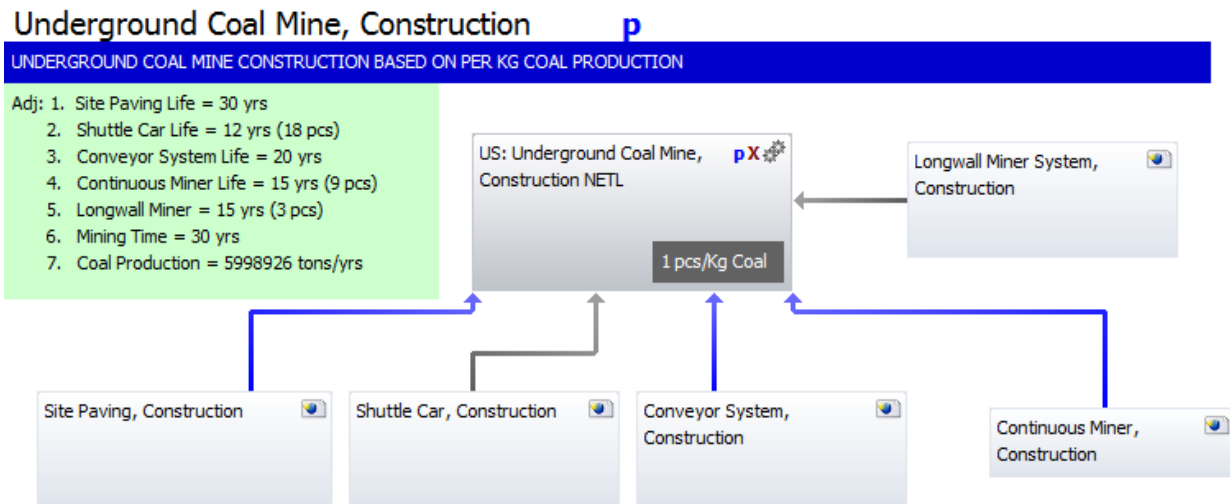 Underground Coal Mine, Construction p
UNDERGROUND COAL MINE CONSTRUCTION BASED ON PER KG COAL PRODUCTION
Adj: 1. Site Paving Life = 30 yrs
2. Shuttle Car Life = 12 yrs (18 pcs)
3. Conveyor System Life = 20 yrs
4. Continuous Miner Life = 15 yrs (9 pcs)
5. Longwall Miner = 15 yrs (3 pcs)
6. Mining Time = 30 yrs
7. Coal Production = 5998926 tons/yrs
US: Underground Coal Mine, p X
Construction NETL
1 pcs/Kg Coal
Longwall Miner System,
Construction
Site Paving, Construction
Shuttle Car, Construction
Conveyor System,
Construction
Continuous Miner,
Construction